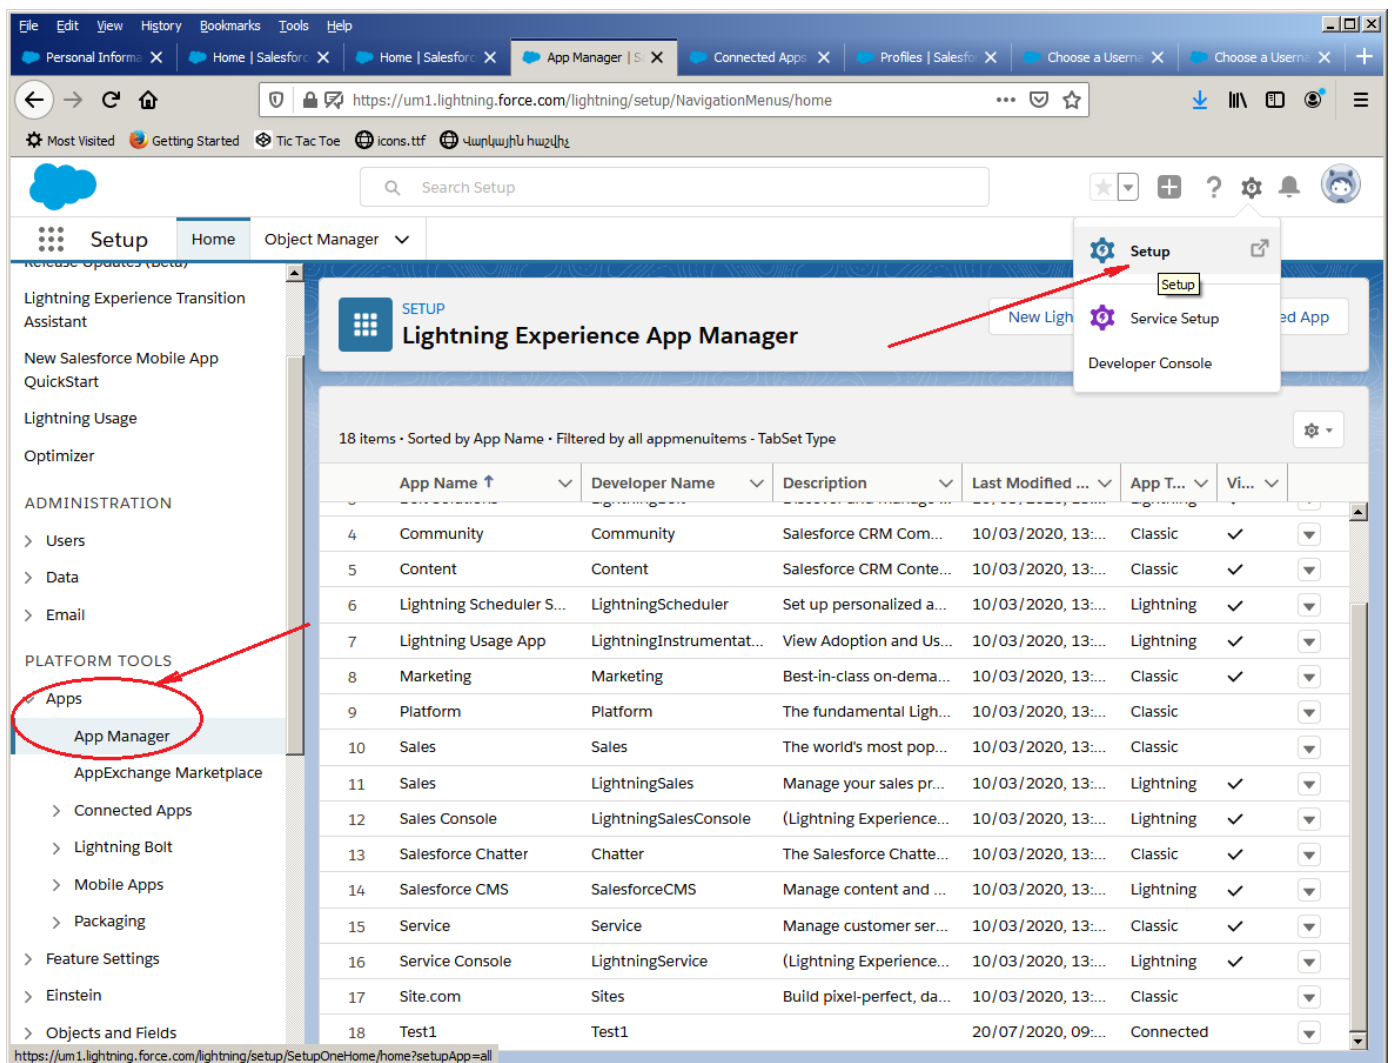 File Edit View History Bookmarks Tools Help
Personal Informa Home | Salesforc Home | Salesforc App Manager | S Connected Apps Profiles | Salesfo Choose a Userna Choose a Userna
https://um1.lightning.force.com/lightning/setup/NavigationMenus/home
Most Visited Getting Started Tic Tac Toe icons.ttf Վարկային հաշվիչ
Search Setup
Setup Home Object Manager
Setup
Setup
Service Setup
Developer Console
Release Updates (Beta)
Lightning Experience Transition
Assistant
New Salesforce Mobile App
QuickStart
Lightning Usage
Optimizer
ADMINISTRATION
Users
Data
Email
PLATFORM TOOLS
Apps
App Manager
AppExchange Marketplace
Connected Apps
Lightning Bolt
Mobile Apps
Packaging
Feature Settings
Einstein
Objects and Fields
SETUP
Lightning Experience App Manager
New Ligh ed App
18 items • Sorted by App Name • Filtered by all appmenuitems - TabSet Type
App Name Developer Name Description Last Modified ... App T... Vi...
4 Community Community Salesforce CRM Com... 10/03/2020, 13:... Classic
5 Content Content Salesforce CRM Conte... 10/03/2020, 13:... Classic
6 Lightning Scheduler S... LightningScheduler Set up personalized a... 10/03/2020, 13:... Lightning
7 Lightning Usage App LightningInstrumentat... View Adoption and Us... 10/03/2020, 13:... Lightning
8 Marketing Marketing Best-in-class on-dema... 10/03/2020, 13:... Classic
9 Platform Platform The fundamental Ligh... 10/03/2020, 13:... Classic
10 Sales Sales The world's most pop... 10/03/2020, 13:... Classic
11 Sales LightningSales Manage your sales pr... 10/03/2020, 13:... Lightning
12 Sales Console LightningSalesConsole (Lightning Experience... 10/03/2020, 13:... Lightning
13 Salesforce Chatter Chatter The Salesforce Chatte... 10/03/2020, 13:... Classic
14 Salesforce CMS SalesforceCMS Manage content and ... 10/03/2020, 13:... Lightning
15 Service Service Manage customer ser... 10/03/2020, 13:... Classic
16 Service Console LightningService (Lightning Experience... 10/03/2020, 13:... Lightning
17 Site.com Sites Build pixel-perfect, da... 10/03/2020, 13:... Classic
18 Test1 Test1 20/07/2020, 09:... Connected
https://um1.lightning.force.com/lightning/setup/SetupOneHome/home?setupApp=all